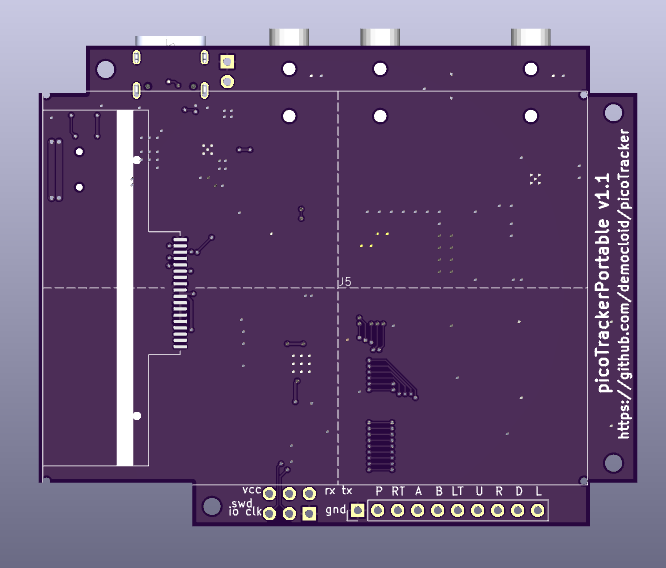 J5
picoTrackerPortable v1.1
https://github.com/democloid/picoTracker
vcc rx tx
swd
io clk gnd
P RT A B LT U R D L